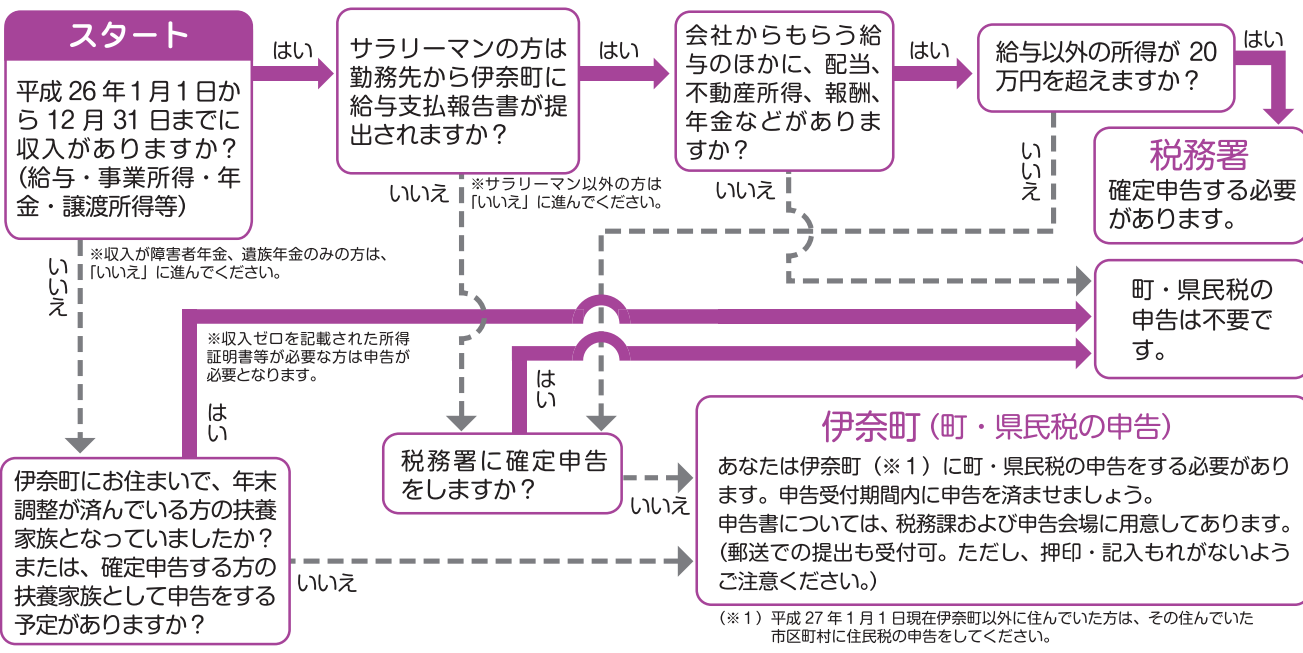 スタート
平成26年1月1日か
ら12月31日までに
収入がありますか?
(給与・事業所得・年
金・譲渡所得等)
はい
サラリーマンの方は
勤務先から伊奈町に
給与支払報告書が提
出されますか?
はい
会社からもらう給
与のほかに、配当、
不動産所得、報酬、
年金などがありま
すか?
はい
給与以外の所得が 20
万円を超えますか?
はい
税務署
確定申告する必要
があります。
いいえ
※収入が障害者年金、遺族年金のみの方は、
「いいえ」に進んでください。
いいえ
※サラリーマン以外の方は
「いいえ」に進んでください。
いいえ
いいえ
町・県民税の
申告は不要で
す。
※収入ゼロを記載された所得
証明書等が必要な方は申告が
必要となります。
はい
はい
伊奈町にお住まいで、年末
調整が済んでいる方の扶養
家族となっていましたか?
または、確定申告する方の
扶養家族として申告をする
予定がありますか?
いいえ
税務署に確定申告
をしますか?
いいえ
伊奈町(町・県民税の申告)
あなたは伊奈町(※1)に町・県民税の申告をする必要があり
ます。申告受付期間内に申告を済ませましょう。
申告書については、税務課および申告会場に用意してあります。
(郵送での提出も受付可。ただし、押印・記入もれがないよう
ご注意ください。)
(※1)平成27年1月1日現在伊奈町以外に住んでいた方は、その住んでいた
市区町村に住民税の申告をしてください。